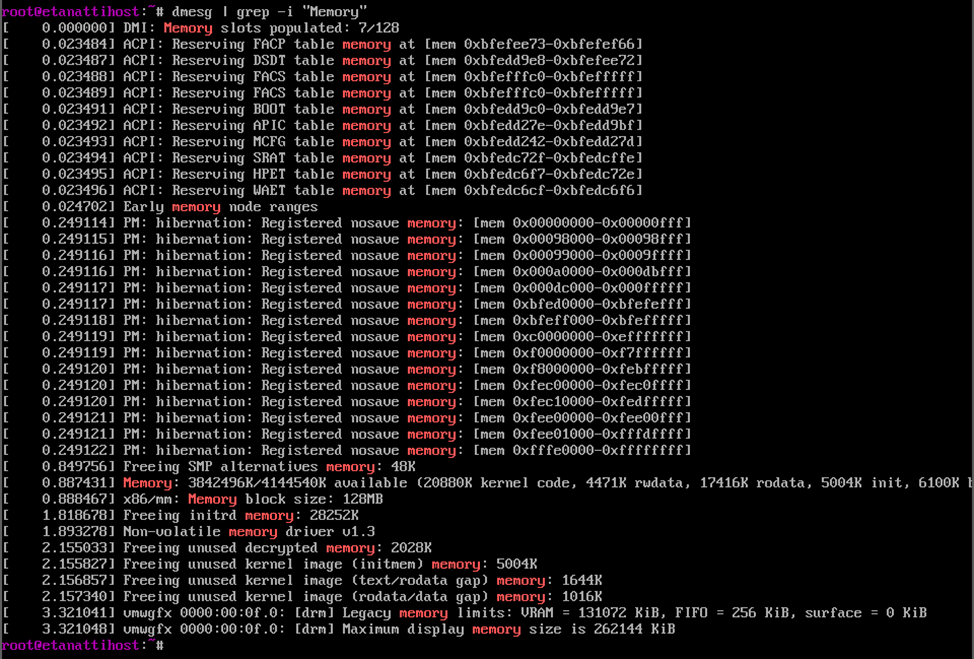 root@etanattihost:~# dmesg | grep -i "Memory"
[    0.000000] DMI: Memory slots populated: 7/128
[    0.023484] ACPI: Reserving FACP table memory at [mem 0xbfefee73-0xbfefef66]
[    0.023487] ACPI: Reserving DSDT table memory at [mem 0xbfedd9e8-0xbfefee72]
[    0.023488] ACPI: Reserving FACS table memory at [mem 0xbfefffc0-0xbfefffff]
[    0.023489] ACPI: Reserving FACS table memory at [mem 0xbfefffc0-0xbfefffff]
[    0.023491] ACPI: Reserving BOOT table memory at [mem 0xbfedd9c0-0xbfedd9e7]
[    0.023492] ACPI: Reserving APIC table memory at [mem 0xbfedd27e-0xbfedd9bf]
[    0.023493] ACPI: Reserving MCFG table memory at [mem 0xbfedd242-0xbfedd27d]
[    0.023494] ACPI: Reserving SRAT table memory at [mem 0xbfedc72f-0xbfedcffe]
[    0.023495] ACPI: Reserving HPET table memory at [mem 0xbfedc6f7-0xbfedc72e]
[    0.023496] ACPI: Reserving WAET table memory at [mem 0xbfedc6cf-0xbfedc6f6]
[    0.024702] Early memory node ranges
[    0.249114] PM: hibernation: Registered nosave memory: [mem 0x00000000-0x00000fff]
[    0.249115] PM: hibernation: Registered nosave memory: [mem 0x00098000-0x00098fff]
[    0.249116] PM: hibernation: Registered nosave memory: [mem 0x00099000-0x0009ffff]
[    0.249116] PM: hibernation: Registered nosave memory: [mem 0x000a0000-0x000dbfff]
[    0.249117] PM: hibernation: Registered nosave memory: [mem 0x000dc000-0x000fffff]
[    0.249117] PM: hibernation: Registered nosave memory: [mem 0xbfed0000-0xbfefefff]
[    0.249118] PM: hibernation: Registered nosave memory: [mem 0xbfeff000-0xbfefffff]
[    0.249119] PM: hibernation: Registered nosave memory: [mem 0xc0000000-0xefffffff]
[    0.249119] PM: hibernation: Registered nosave memory: [mem 0xf0000000-0xf7ffffff]
[    0.249120] PM: hibernation: Registered nosave memory: [mem 0xf8000000-0xfebfffff]
[    0.249120] PM: hibernation: Registered nosave memory: [mem 0xfec00000-0xfec0ffff]
[    0.249120] PM: hibernation: Registered nosave memory: [mem 0xfec10000-0xfedfffff]
[    0.249121] PM: hibernation: Registered nosave memory: [mem 0xfee00000-0xfee00fff]
[    0.249121] PM: hibernation: Registered nosave memory: [mem 0xfee01000-0xfffdffff]
[    0.249122] PM: hibernation: Registered nosave memory: [mem 0xfffe0000-0xffffffff]
[    0.849756] Freeing SMP alternatives memory: 48K
[    0.887431] Memory: 3842496K/4144540K available (20880K kernel code, 4471K rwdata, 17416K rodata, 5004K init, 6100K b
[    0.888467] x86/mm: Memory block size: 128MB
[    1.818678] Freeing initrd memory: 28252K
[    1.893278] Non-volatile memory driver v1.3
[    2.155033] Freeing unused decrypted memory: 2028K
[    2.155827] Freeing unused kernel image (initmem) memory: 5004K
[    2.156857] Freeing unused kernel image (text/rodata gap) memory: 1644K
[    2.157340] Freeing unused kernel image (rodata/data gap) memory: 1016K
[    3.321041] vmwgfx 0000:00:0f.0: [drm] Legacy memory limits: VRAM = 131072 KiB, FIFO = 256 KiB, surface = 0 KiB
[    3.321048] vmwgfx 0000:00:0f.0: [drm] Maximum display memory size is 262144 KiB
root@etanattihost:~#